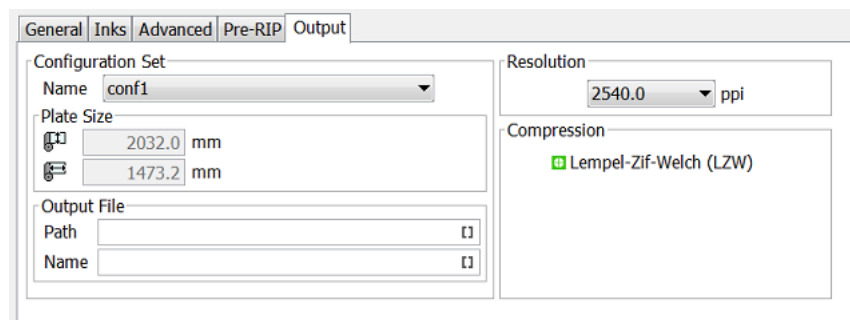 General Inks Advanced Pre-RIP Output
Configuration Set
Name conf1
Plate Size
2032.0 mm
1473.2 mm
Output File
Path []
Name []
Resolution
2540.0 ppi
Compression
Lempel-Zif-Welch (LZW)